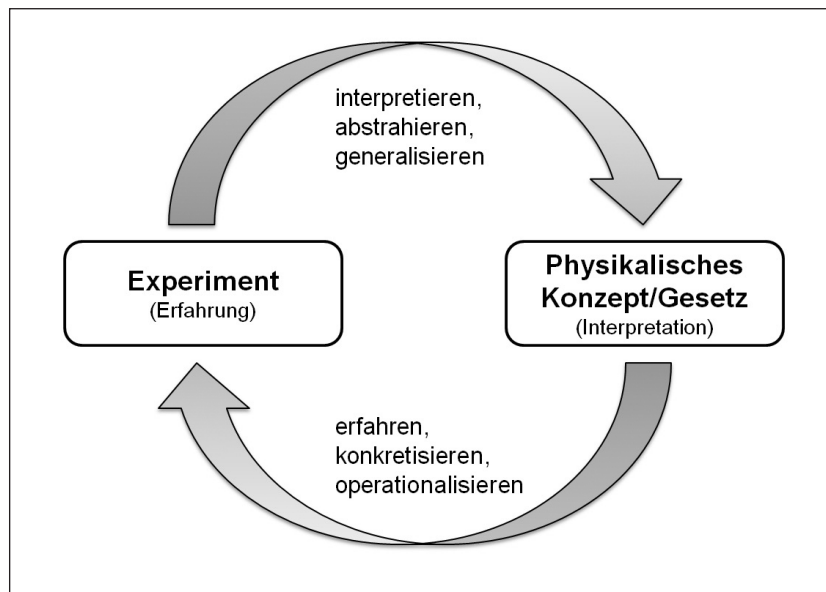 interpretieren,
abstrahieren,
generalisieren
Experiment
(Erfahrung)
Physikalisches
Konzept/Gesetz
(Interpretation)
erfahren,
konkretisieren,
operationalisieren